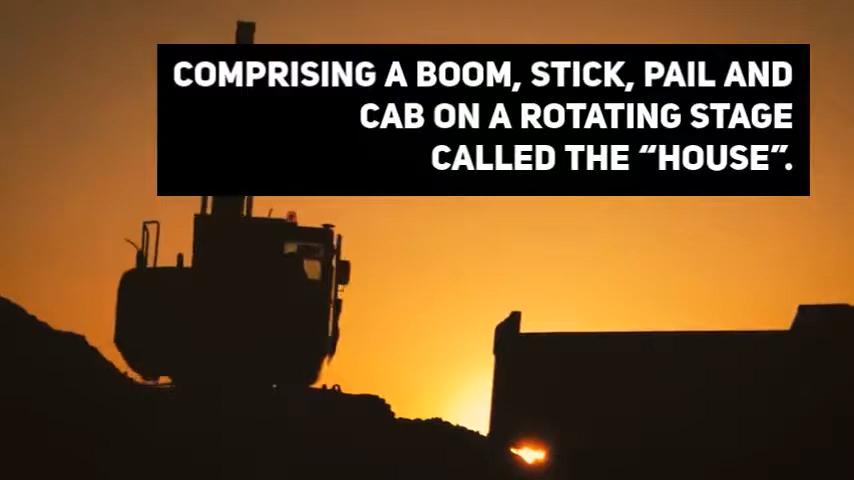 COMPRISING A BOOM, STICK, PAIL AND
CAB ON A ROTATING STAGE
CALLED THE “HOUSE”.